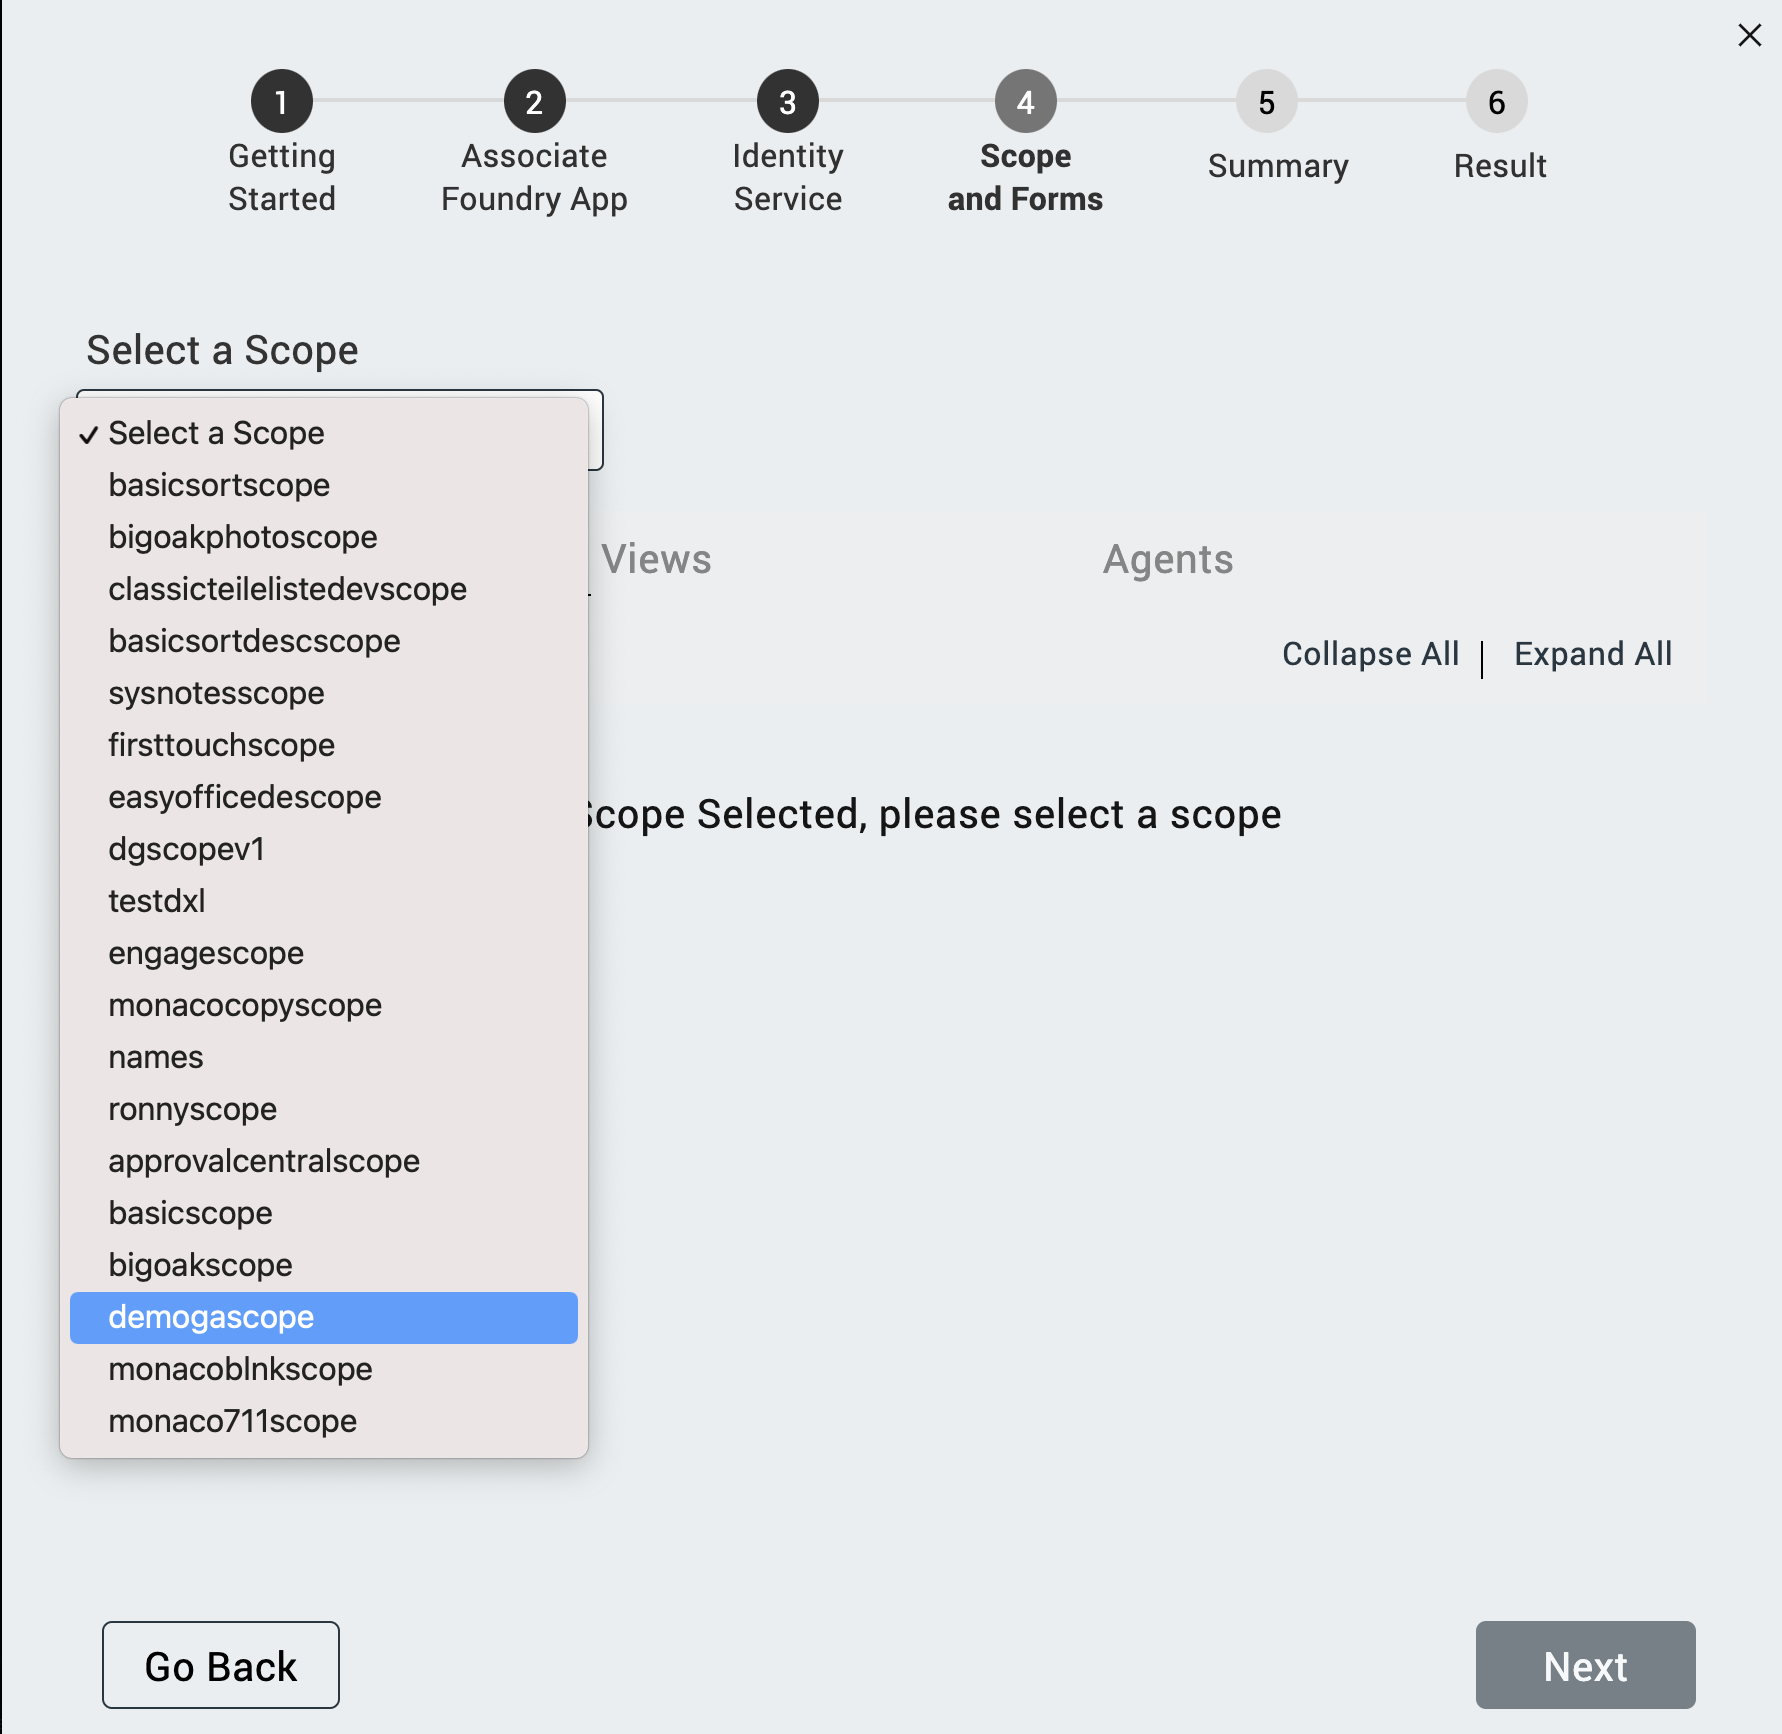 1
2
3
4
5
6
Getting
Started
Associate
Foundry App
Identity
Service
Scope
and Forms
Summary
Result
Select a Scope
✓ Select a Scope
basicsortscope
bigoakphotoscope
classicteilelistedevscope
basicsortdescscope
sysnotesscope
firsttouchscope
easyofficedescope
dgscopev1
testdxl
engagescope
monacocopyscope
names
ronnyscope
approvalcentralscope
basicscope
bigoakscope
demogascope
monacoblnkscope
monaco711scope
Views
Agents
Collapse All | Expand All
Scope Selected, please select a scope
Go Back
Next